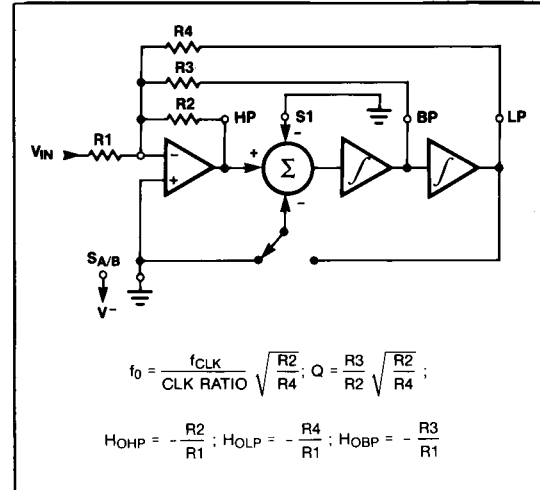 R4
R3
R2
HP
S1
BP
LP
VIN
R1
−
+
+
−
−
Σ
∫
∫
SA/B
V−
f0 = fCLK / CLK RATIO √(R2/R4) ; Q = R3/R2 √(R2/R4) ;
HOHP = − R2/R1 ; HOLP = − R4/R1 ; HOBP = − R3/R1